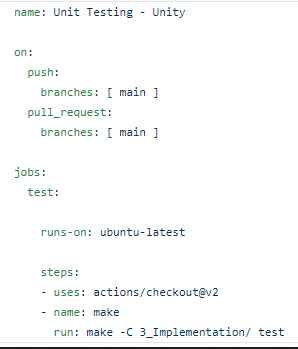 name: Unit Testing - Unity
on:
  push:
    branches: [ main ]
  pull_request:
    branches: [ main ]
jobs:
  test:
    runs-on: ubuntu-latest
    steps:
    - uses: actions/checkout@v2
    - name: make
      run: make -C 3_Implementation/ test